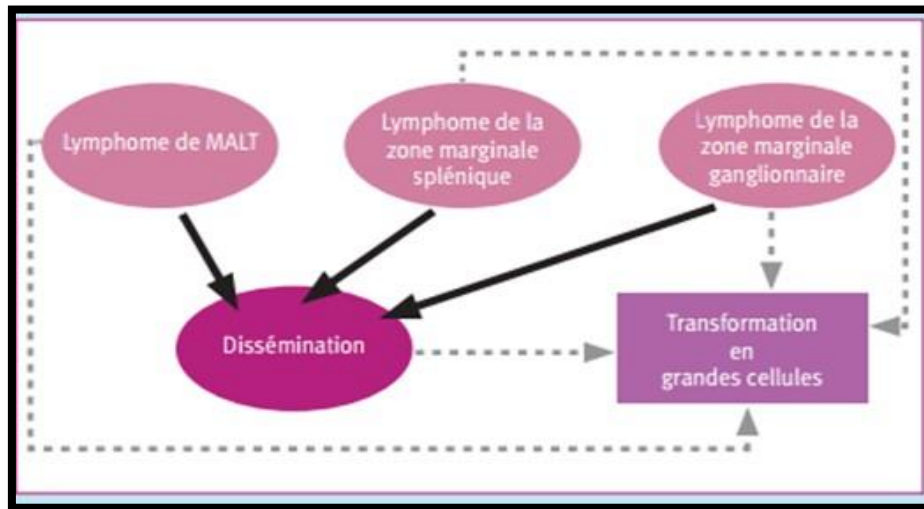 Lymphome de MALT
Lymphome de la
zone marginale
splénique
Lymphome de la
zone marginale
ganglionnaire
Dissémination
Transformation
en
grandes cellules